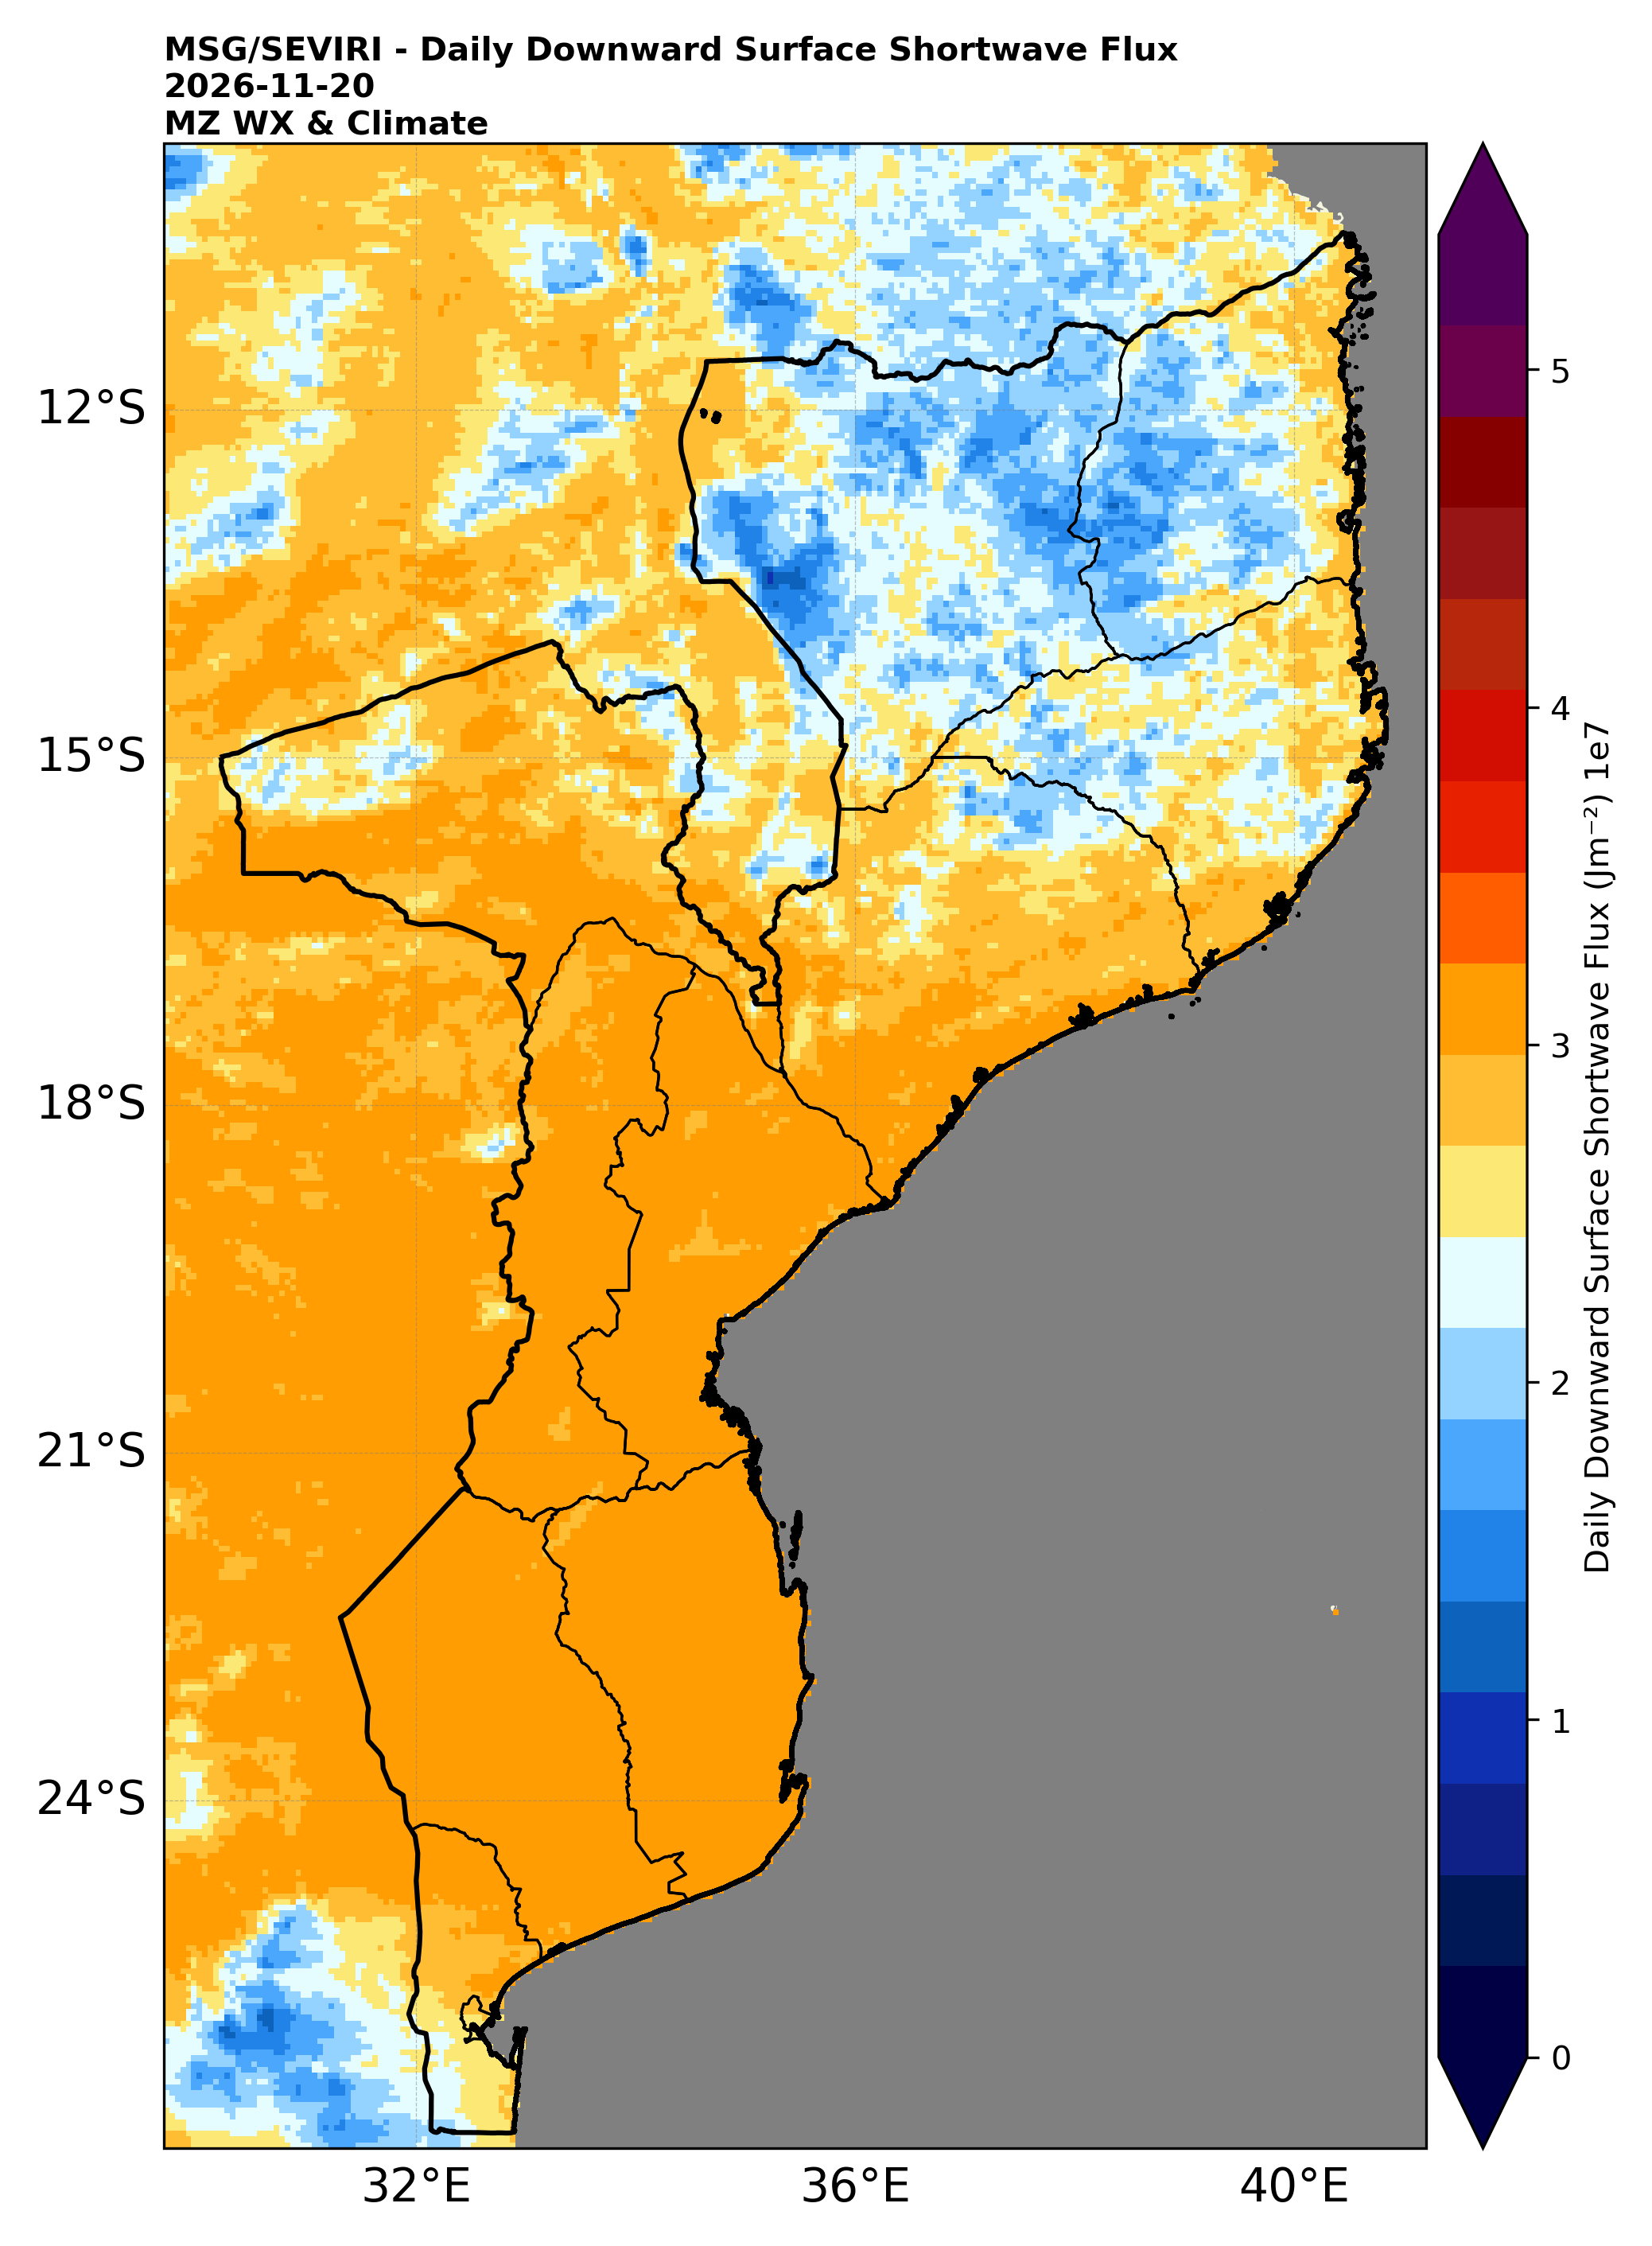 MSG/SEVIRI - Daily Downward Surface Shortwave Flux
2026-11-20
MZ WX & Climate
12°S
15°S
18°S
21°S
24°S
32°E
36°E
40°E
5
4
3
2
1
0
Daily Downward Surface Shortwave Flux (Jm⁻²) 1e7